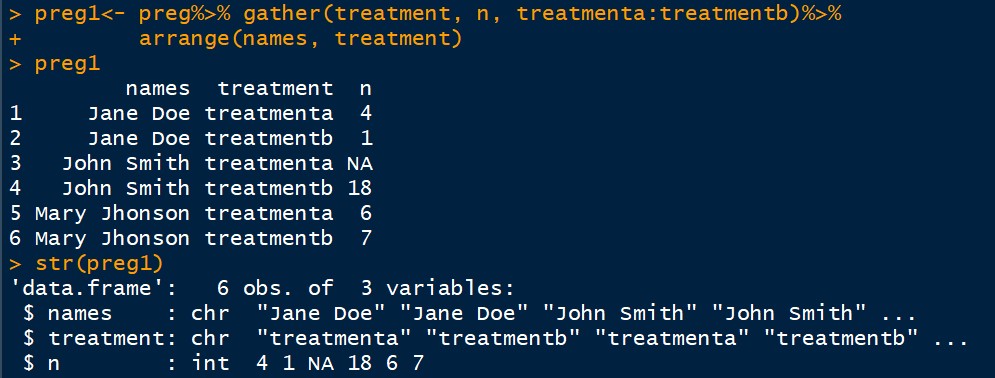 > preg1<- preg%>% gather(treatment, n, treatmenta:treatmentb)%>%
+         arrange(names, treatment)
> preg1
         names  treatment  n
1     Jane Doe treatmenta  4
2     Jane Doe treatmentb  1
3   John Smith treatmenta NA
4   John Smith treatmentb 18
5 Mary Jhonson treatmenta  6
6 Mary Jhonson treatmentb  7
> str(preg1)
'data.frame':   6 obs. of  3 variables:
 $ names    : chr  "Jane Doe" "Jane Doe" "John Smith" "John Smith" ...
 $ treatment: chr  "treatmenta" "treatmentb" "treatmenta" "treatmentb" ...
 $ n        : int  4 1 NA 18 6 7